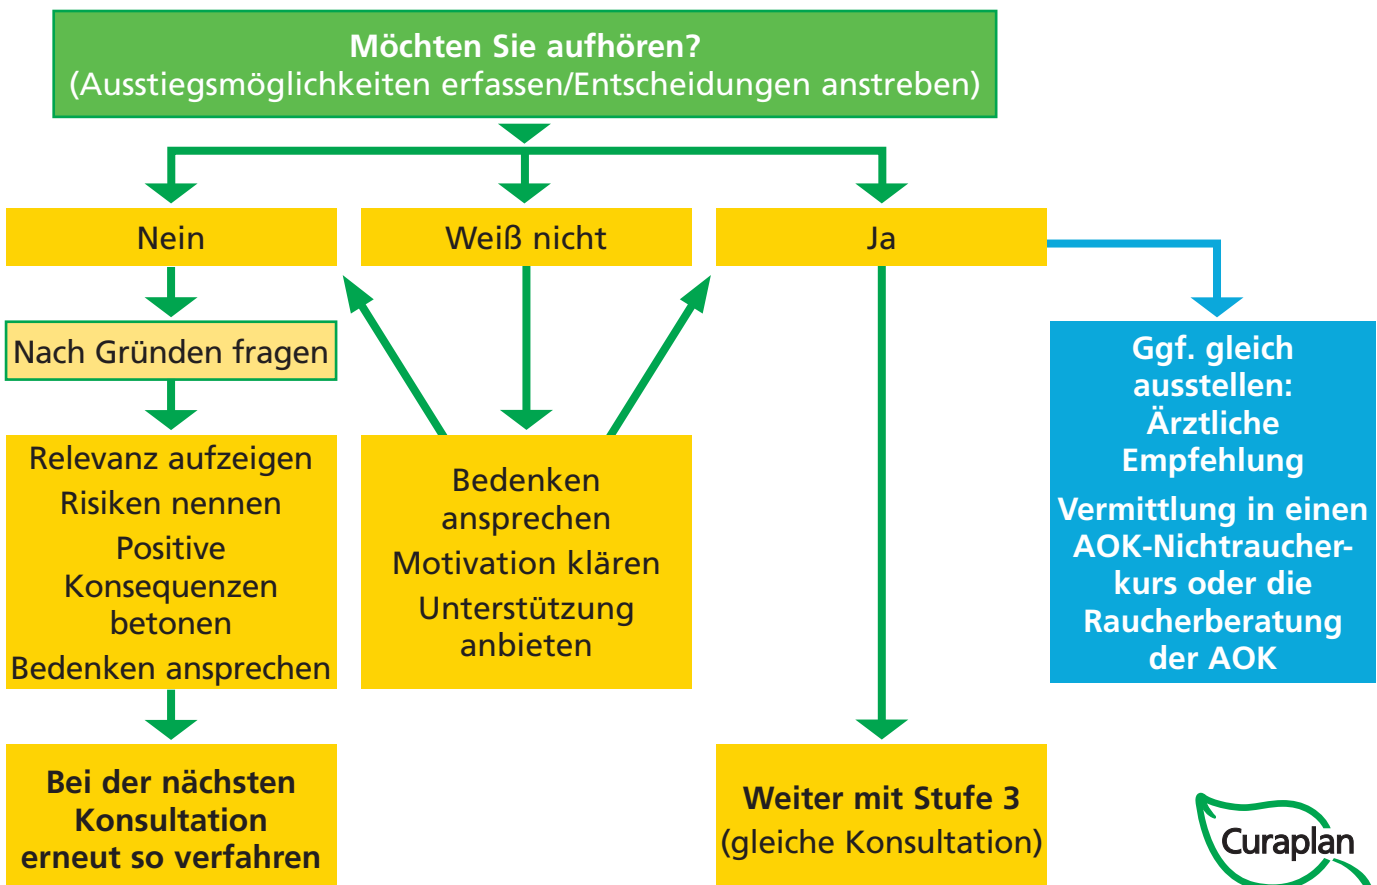 Möchten Sie aufhören?
(Ausstiegsmöglichkeiten erfassen/Entscheidungen anstreben)
Nein
Weiß nicht
Ja
Nach Gründen fragen
Relevanz aufzeigen
Risiken nennen
Positive
Konsequenzen
betonen
Bedenken ansprechen
Bedenken
ansprechen
Motivation klären
Unterstützung
anbieten
Ggf. gleich
ausstellen:
Ärztliche
Empfehlung
Vermittlung in einen
AOK-Nichtraucher-
kurs oder die
Raucherberatung
der AOK
Bei der nächsten
Konsultation
erneut so verfahren
Weiter mit Stufe 3
(gleiche Konsultation)
Curaplan